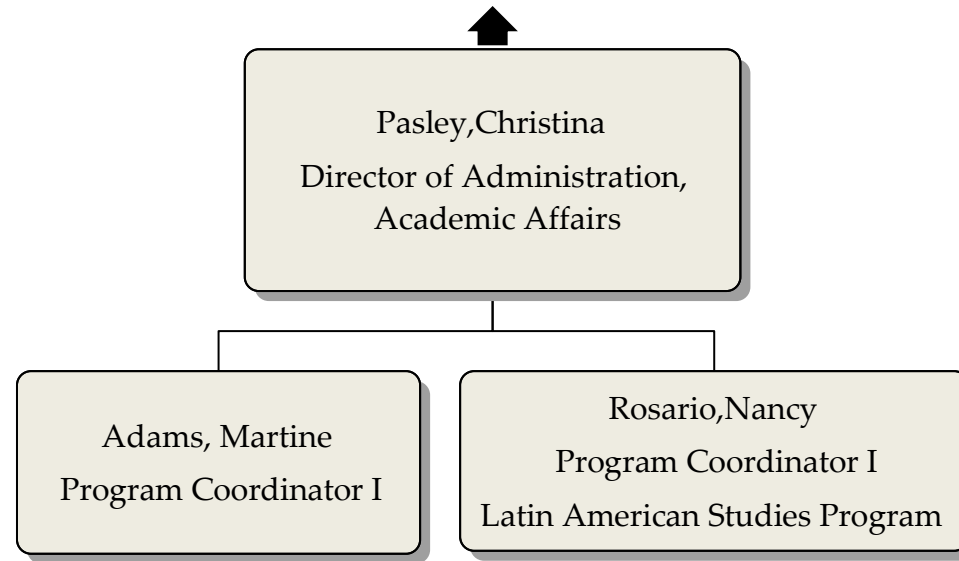 Pasley,Christina
Director of Administration,
Academic Affairs
Adams, Martine
Program Coordinator I
Rosario,Nancy
Program Coordinator I
Latin American Studies Program